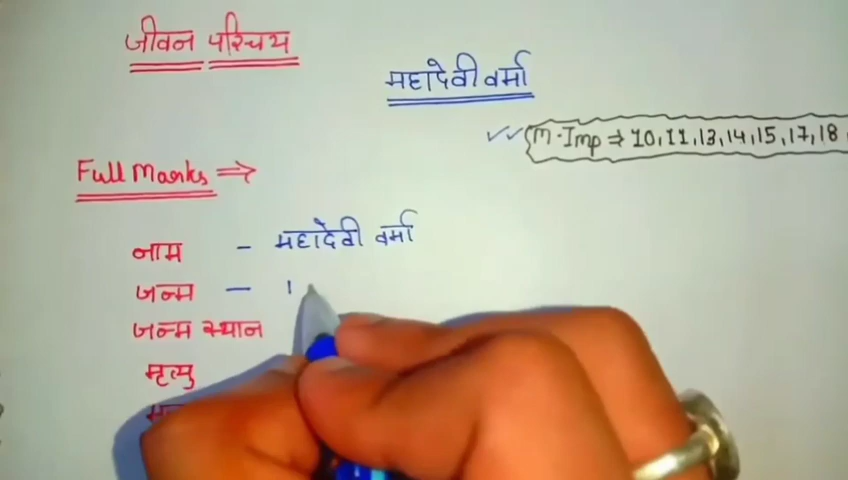 जीवन परिचय
महादेवी वर्मा
M. Imp ⇒ 10, 11, 13, 14, 15, 17, 18
Full Marks ⇒
नाम - महादेवी वर्मा
जन्म - 1
जन्म स्थान
मृत्यु